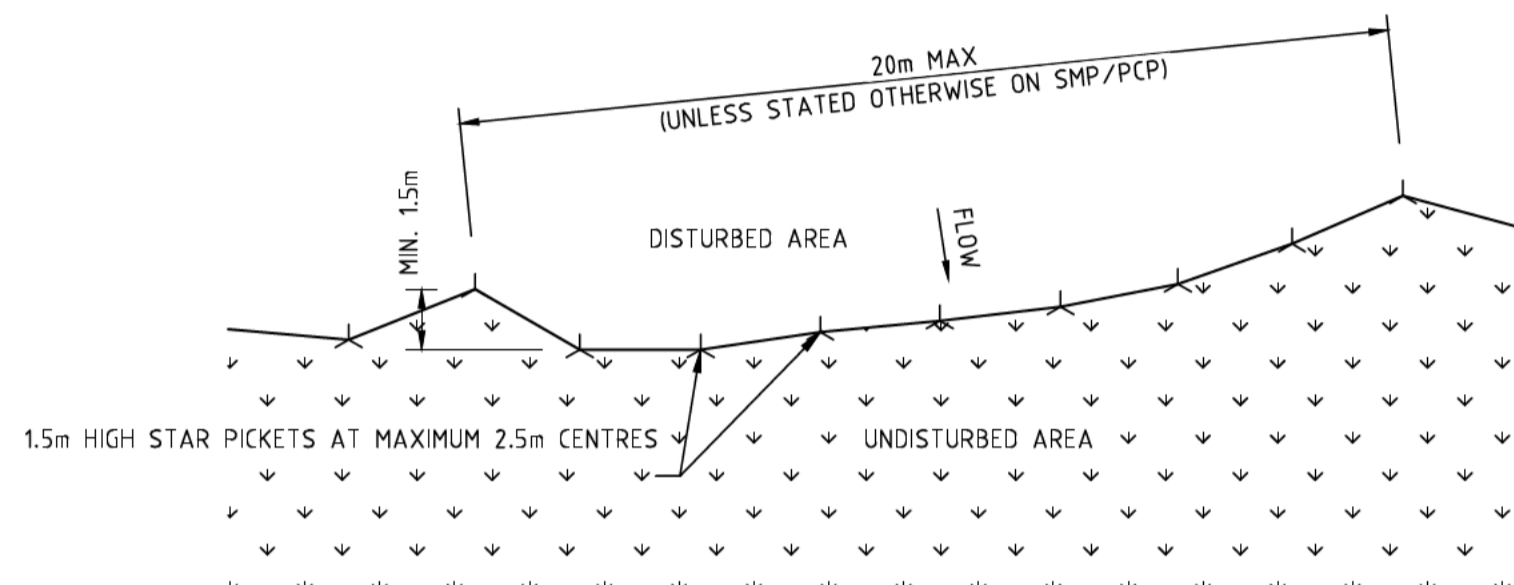 20m MAX
(UNLESS STATED OTHERWISE ON SMP/PCP)
MIN. 1.5m
DISTURBED AREA
FLOW
1.5m HIGH STAR PICKETS AT MAXIMUM 2.5m CENTRES
UNDISTURBED AREA